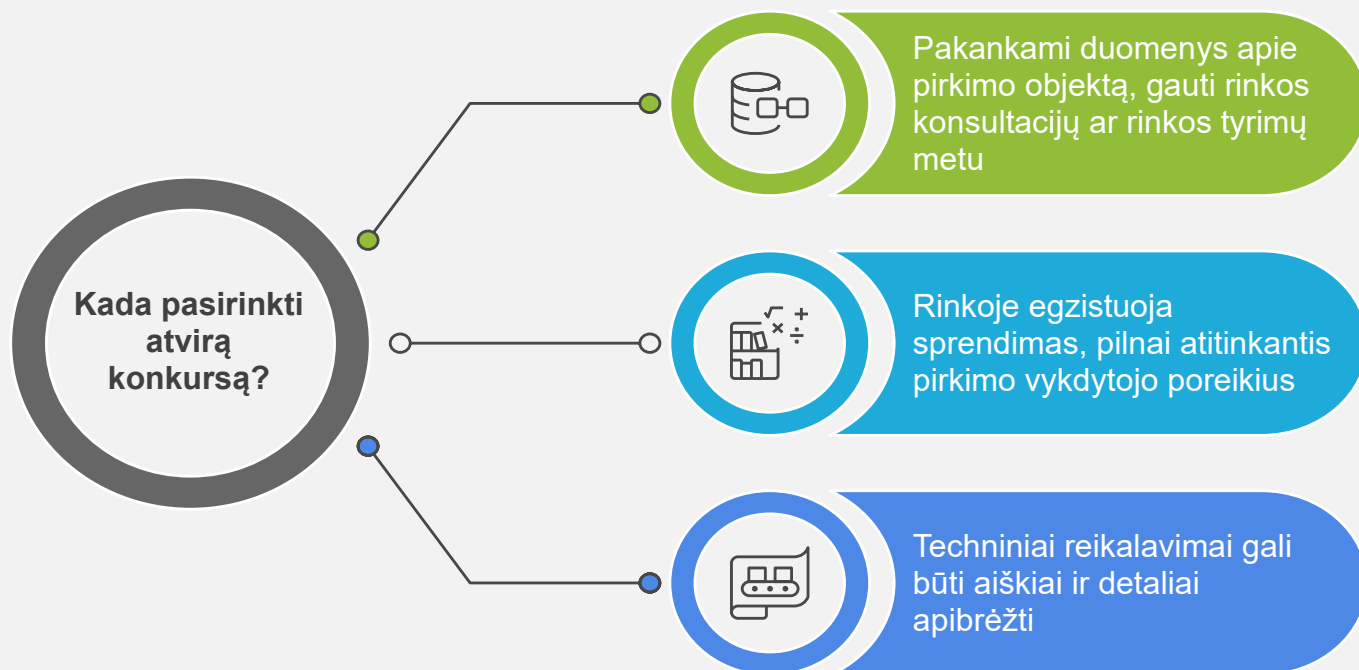 Kada pasirinkti
atvirą
konkursą?
Pakankami duomenys apie
pirkimo objektą, gauti rinkos
konsultacijų ar rinkos tyrimų
metu
Rinkoje egzistuoja
sprendimas, pilnai atitinkantis
pirkimo vykdytojo poreikius
Techniniai reikalavimai gali
būti aiškiai ir detaliai
apibrėžti